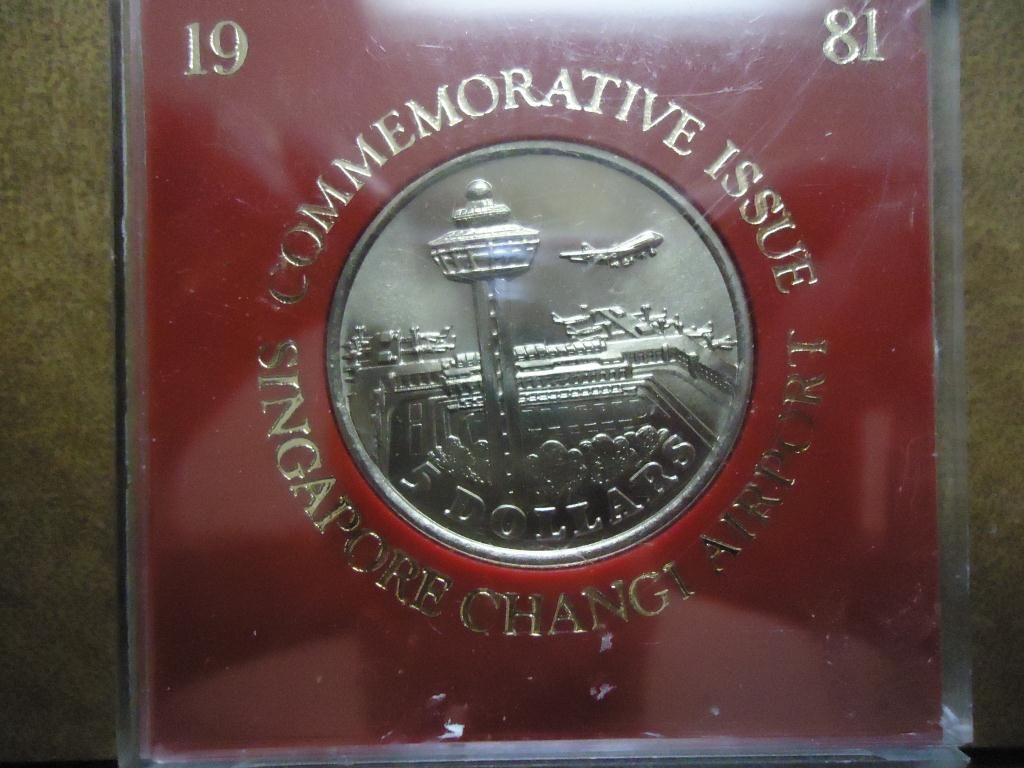 19 81
COMMEMORATIVE ISSUE
SINGAPORE CHANGI AIRPORT
5 DOLLARS